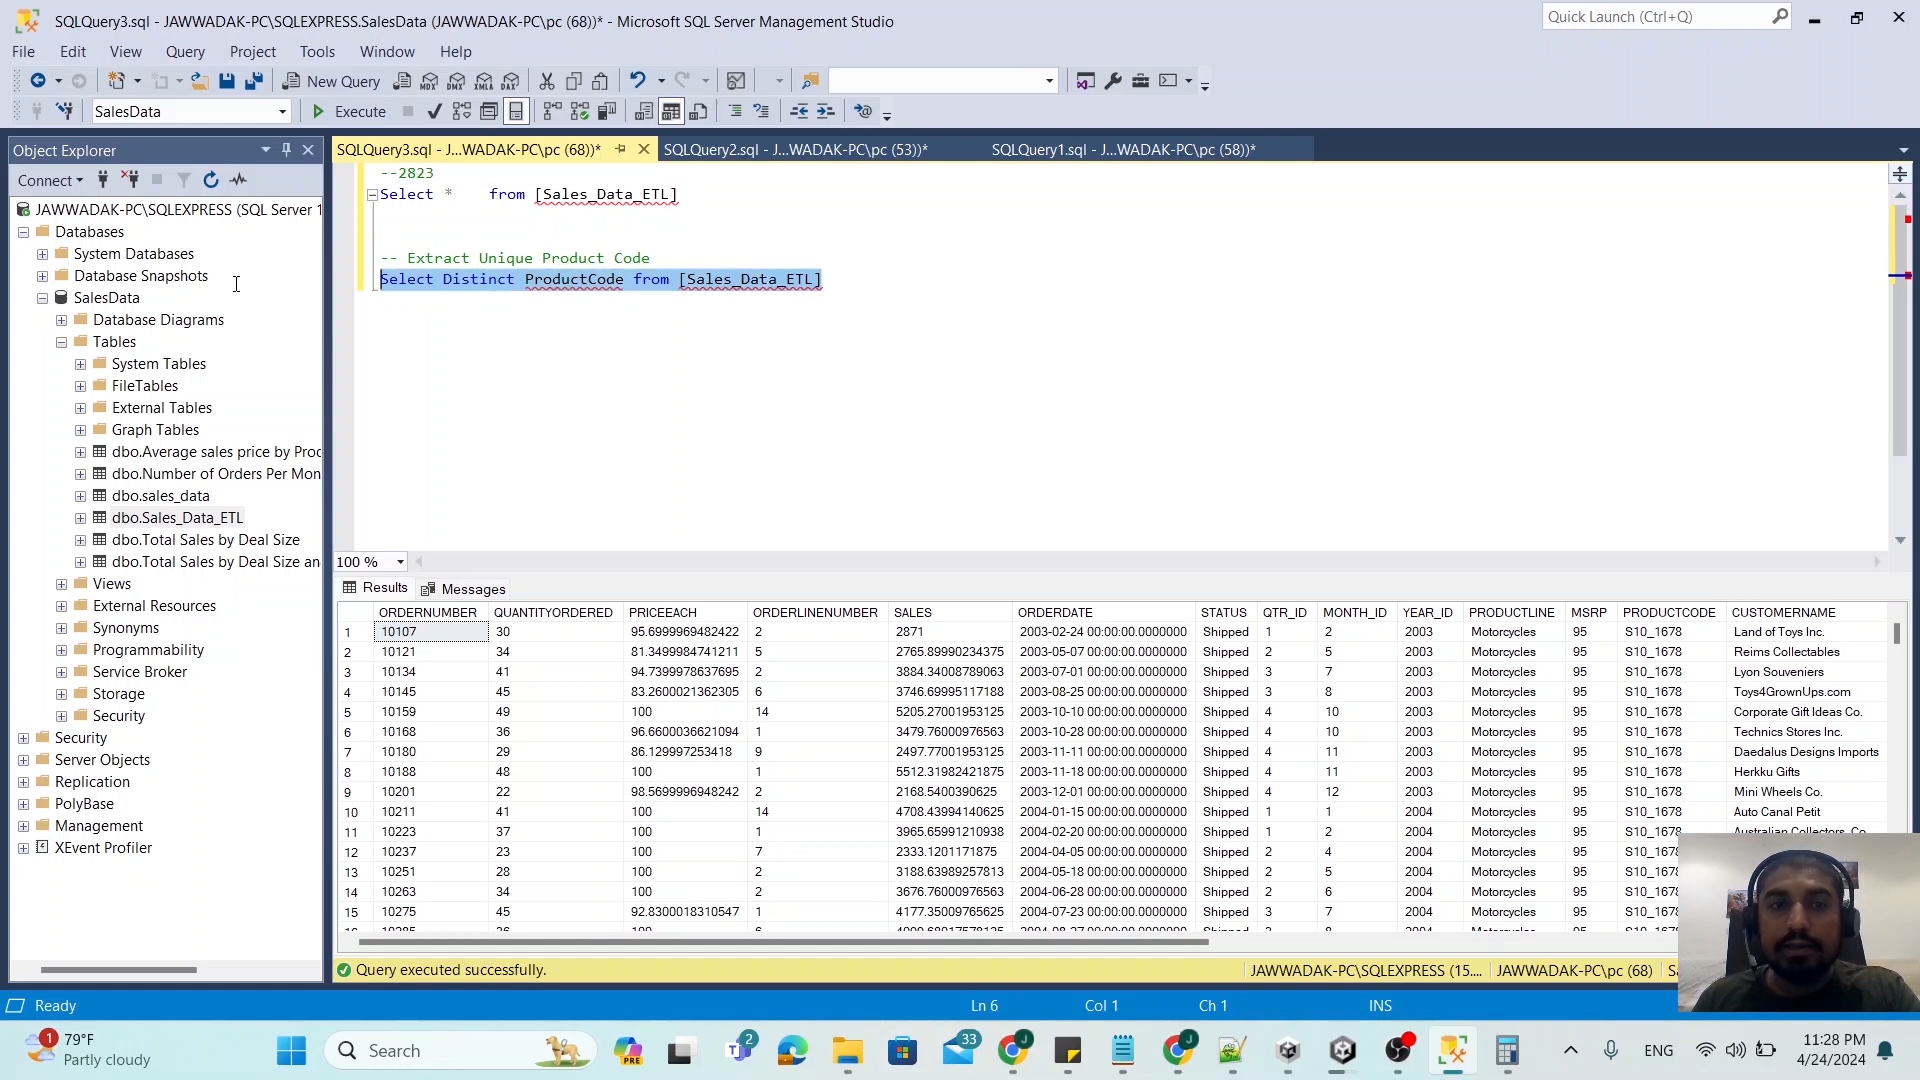 SQLQuery3.sql - JAWWADAK-PC\SQLEXPRESS.SalesData (JAWWADAK-PC\pc (68))* - Microsoft SQL Server Management Studio
Quick Launch (Ctrl+Q)
File Edit View Query Project Tools Window Help
New Query MDX DMX XMLA DAX
SalesData Execute
Object Explorer
SQLQuery3.sql - J...WADAK-PC\pc (68))* SQLQuery2.sql - J...WADAK-PC\pc (53))* SQLQuery1.sql - J...WADAK-PC\pc (58))*
Connect
JAWWADAK-PC\SQLEXPRESS (SQL Server 1
Databases
System Databases
Database Snapshots
SalesData
Database Diagrams
Tables
System Tables
FileTables
External Tables
Graph Tables
dbo.Average sales price by Proc
dbo.Number of Orders Per Mon
dbo.sales_data
dbo.Sales_Data_ETL
dbo.Total Sales by Deal Size
dbo.Total Sales by Deal Size an
Views
External Resources
Synonyms
Programmability
Service Broker
Storage
Security
Security
Server Objects
Replication
PolyBase
Management
XEvent Profiler
--2823
Select * from [Sales_Data_ETL]
-- Extract Unique Product Code
Select Distinct ProductCode from [Sales_Data_ETL]
100 %
Results Messages
ORDERNUMBER QUANTITYORDERED PRICEEACH ORDERLINENUMBER SALES ORDERDATE STATUS QTR_ID MONTH_ID YEAR_ID PRODUCTLINE MSRP PRODUCTCODE CUSTOMERNAME
1 10107 30 95.6999969482422 2 2871 2003-02-24 00:00:00.0000000 Shipped 1 2 2003 Motorcycles 95 S10_1678 Land of Toys Inc.
2 10121 34 81.3499984741211 5 2765.89990234375 2003-05-07 00:00:00.0000000 Shipped 2 5 2003 Motorcycles 95 S10_1678 Reims Collectables
3 10134 41 94.7399978637695 2 3884.34008789063 2003-07-01 00:00:00.0000000 Shipped 3 7 2003 Motorcycles 95 S10_1678 Lyon Souveniers
4 10145 45 83.2600021362305 6 3746.69995117188 2003-08-25 00:00:00.0000000 Shipped 3 8 2003 Motorcycles 95 S10_1678 Toys4GrownUps.com
5 10159 49 100 14 5205.27001953125 2003-10-10 00:00:00.0000000 Shipped 4 10 2003 Motorcycles 95 S10_1678 Corporate Gift Ideas Co.
6 10168 36 96.6600036621094 1 3479.76000976563 2003-10-28 00:00:00.0000000 Shipped 4 10 2003 Motorcycles 95 S10_1678 Technics Stores Inc.
7 10180 29 86.129997253418 9 2497.77001953125 2003-11-11 00:00:00.0000000 Shipped 4 11 2003 Motorcycles 95 S10_1678 Daedalus Designs Imports
8 10188 48 100 1 5512.31982421875 2003-11-18 00:00:00.0000000 Shipped 4 11 2003 Motorcycles 95 S10_1678 Herkku Gifts
9 10201 22 98.5699996948242 2 2168.5400390625 2003-12-01 00:00:00.0000000 Shipped 4 12 2003 Motorcycles 95 S10_1678 Mini Wheels Co.
10 10211 41 100 14 4708.43994140625 2004-01-15 00:00:00.0000000 Shipped 1 1 2004 Motorcycles 95 S10_1678 Auto Canal Petit
11 10223 37 100 1 3965.65991210938 2004-02-20 00:00:00.0000000 Shipped 1 2 2004 Motorcycles 95 S10_1678 Australian Collectors, Co.
12 10237 23 100 7 2333.1201171875 2004-04-05 00:00:00.0000000 Shipped 2 4 2004 Motorcycles 95 S10_167
13 10251 28 100 2 3188.63989257813 2004-05-18 00:00:00.0000000 Shipped 2 5 2004 Motorcycles 95 S10_167
14 10263 34 100 2 3676.76000976563 2004-06-28 00:00:00.0000000 Shipped 2 6 2004 Motorcycles 95 S10_167
15 10275 45 92.8300018310547 1 4177.35009765625 2004-07-23 00:00:00.0000000 Shipped 3 7 2004 Motorcycles 95 S10_167
Query executed successfully. JAWWADAK-PC\SQLEXPRESS (15.... JAWWADAK-PC\pc (68)
Ready Ln 6 Col 1 Ch 1 INS
1 79°F
Partly cloudy
Search PRE 2 33 J J
ENG 11:28 PM
4/24/2024